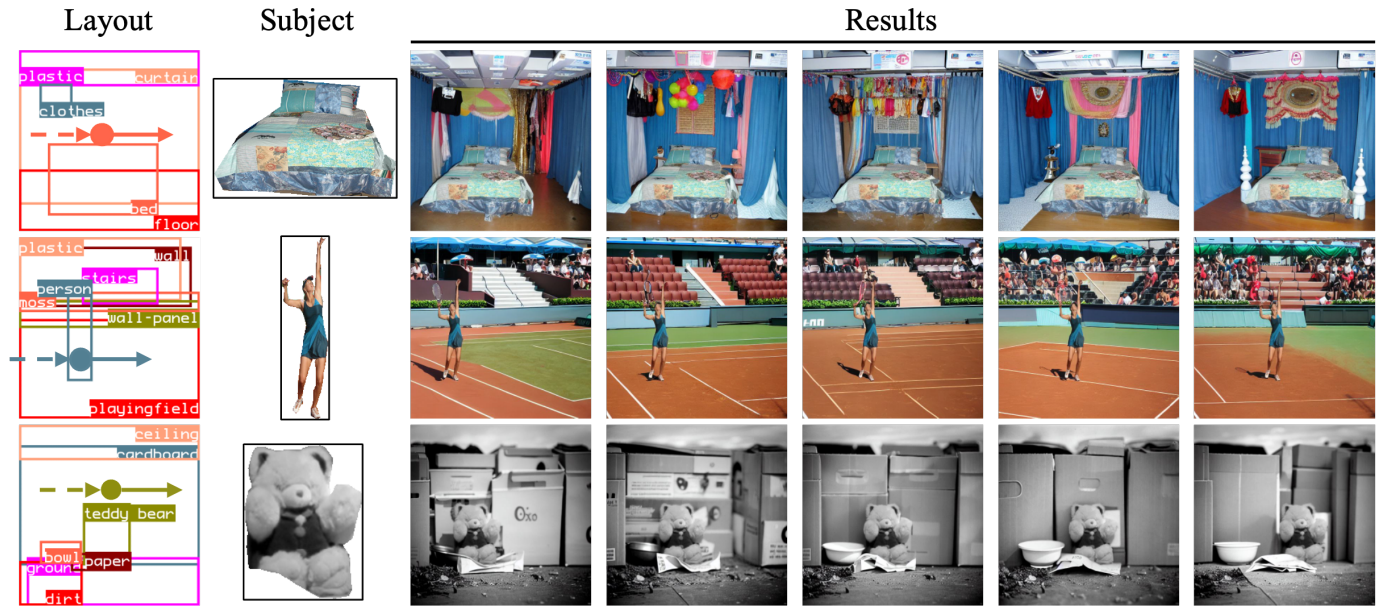 Layout
Subject
Results
plastic
curtain
clothes
bed
floor
plastic
wall
stairs
person
moss
wall-panel
playingfield
ceiling
cardboard
teddy bear
bowl
paper
ground
dirt
Oxo